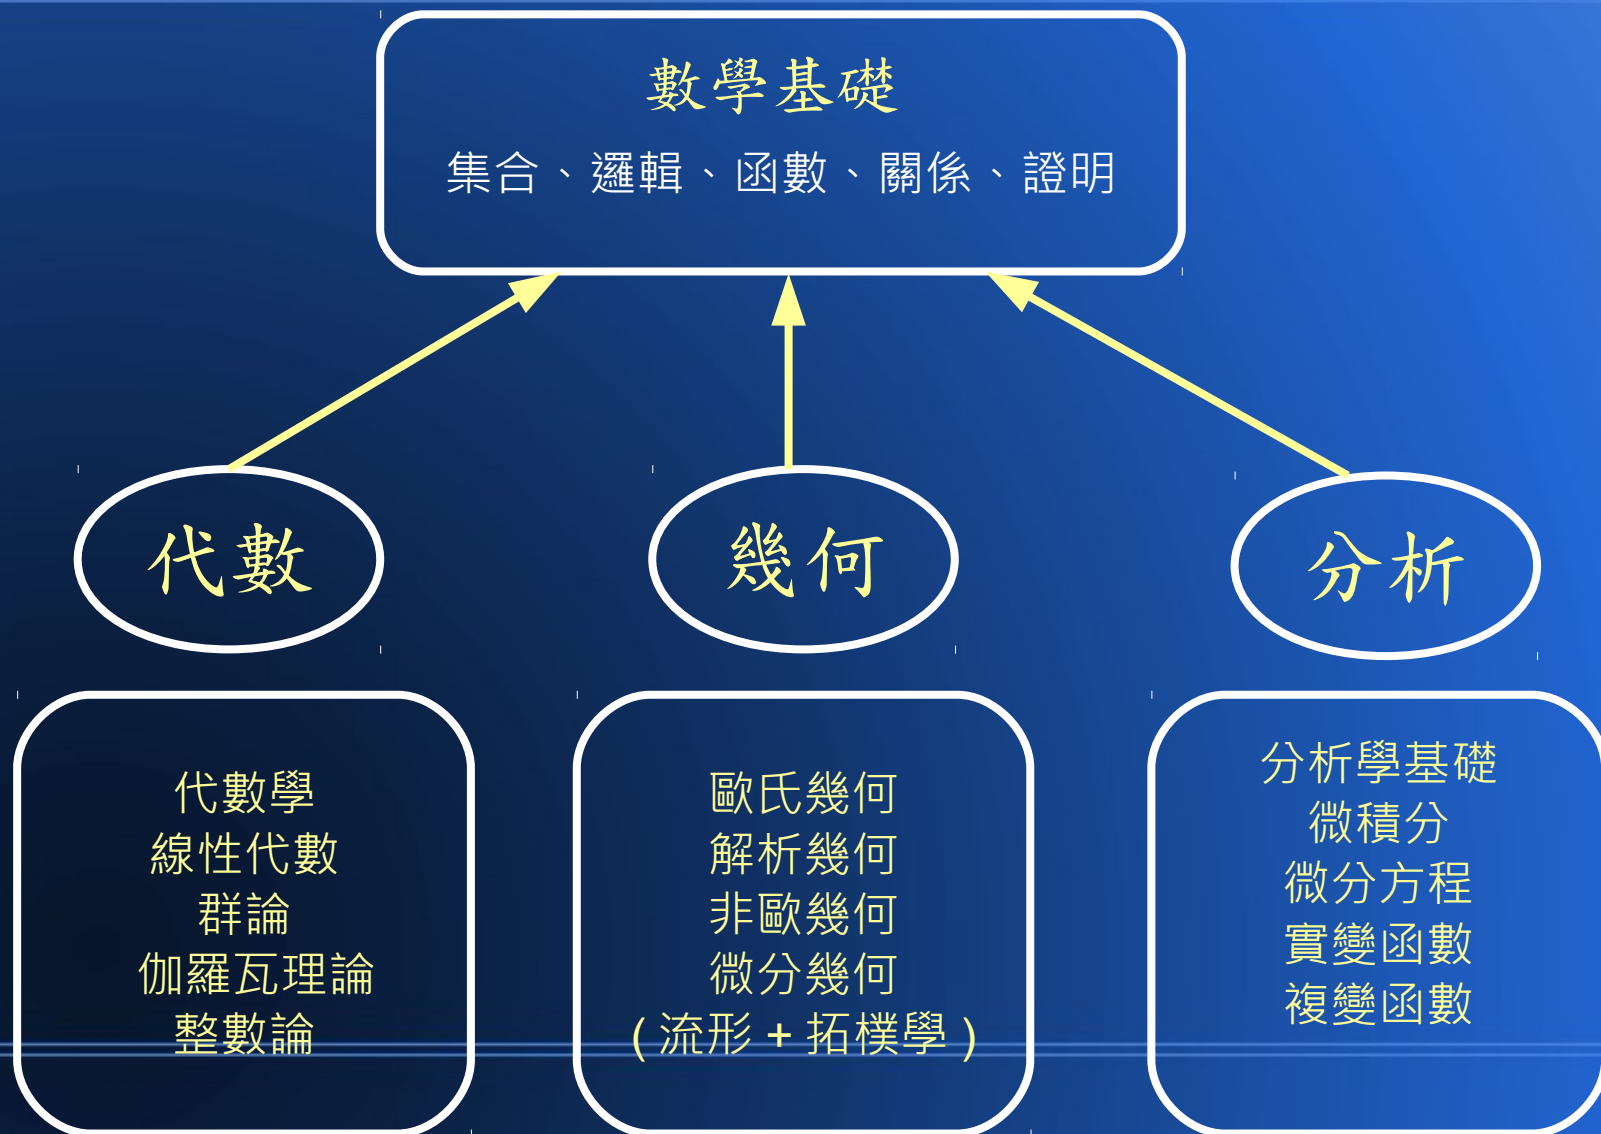 數學基礎
集合、邏輯、函數、關係、證明
代數
幾何
分析
代數學
線性代數
群論
伽羅瓦理論
整數論
歐氏幾何
解析幾何
非歐幾何
微分幾何
( 流形 + 拓樸學 )
分析學基礎
微積分
微分方程
實變函數
複變函數